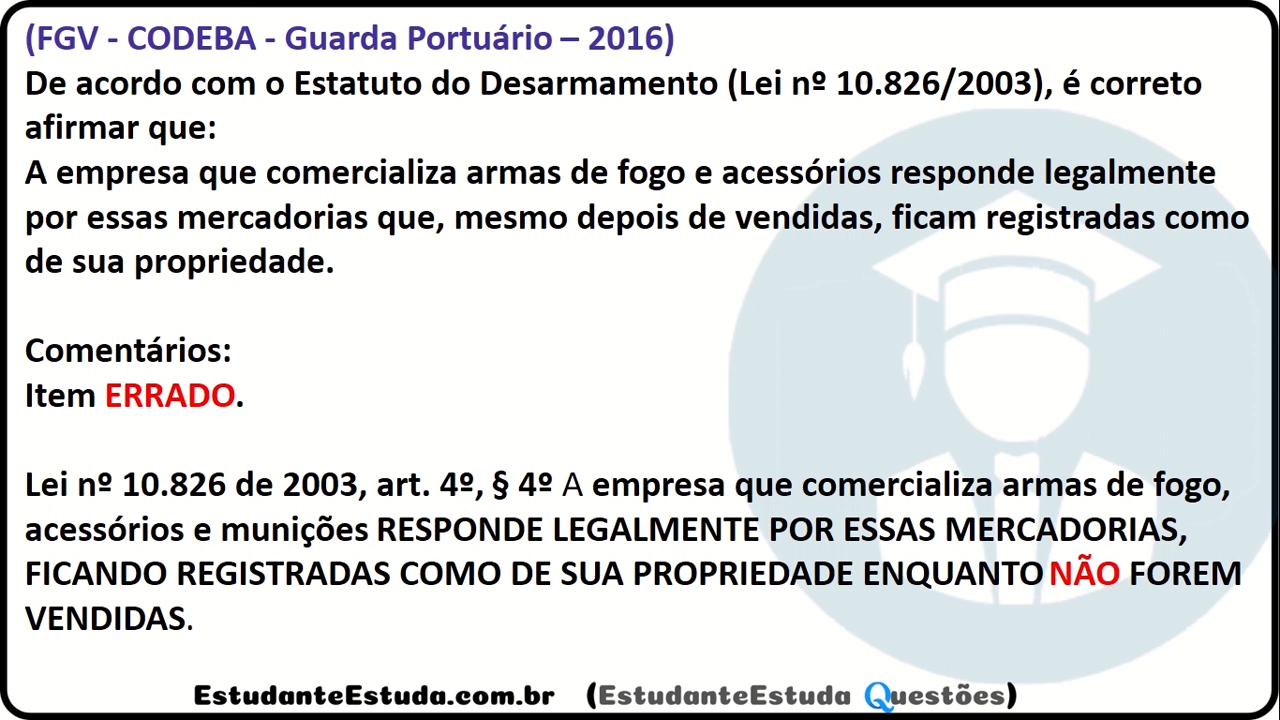 (FGV - CODEBA - Guarda Portuário – 2016)
De acordo com o Estatuto do Desarmamento (Lei nº 10.826/2003), é correto
afirmar que:
A empresa que comercializa armas de fogo e acessórios responde legalmente
por essas mercadorias que, mesmo depois de vendidas, ficam registradas como
de sua propriedade.
Comentários:
Item ERRADO.
Lei nº 10.826 de 2003, art. 4º, § 4º A empresa que comercializa armas de fogo,
acessórios e munições RESPONDE LEGALMENTE POR ESSAS MERCADORIAS,
FICANDO REGISTRADAS COMO DE SUA PROPRIEDADE ENQUANTO NÃO FOREM
VENDIDAS.
EstudanteEstuda.com.br (EstudanteEstuda Questões)